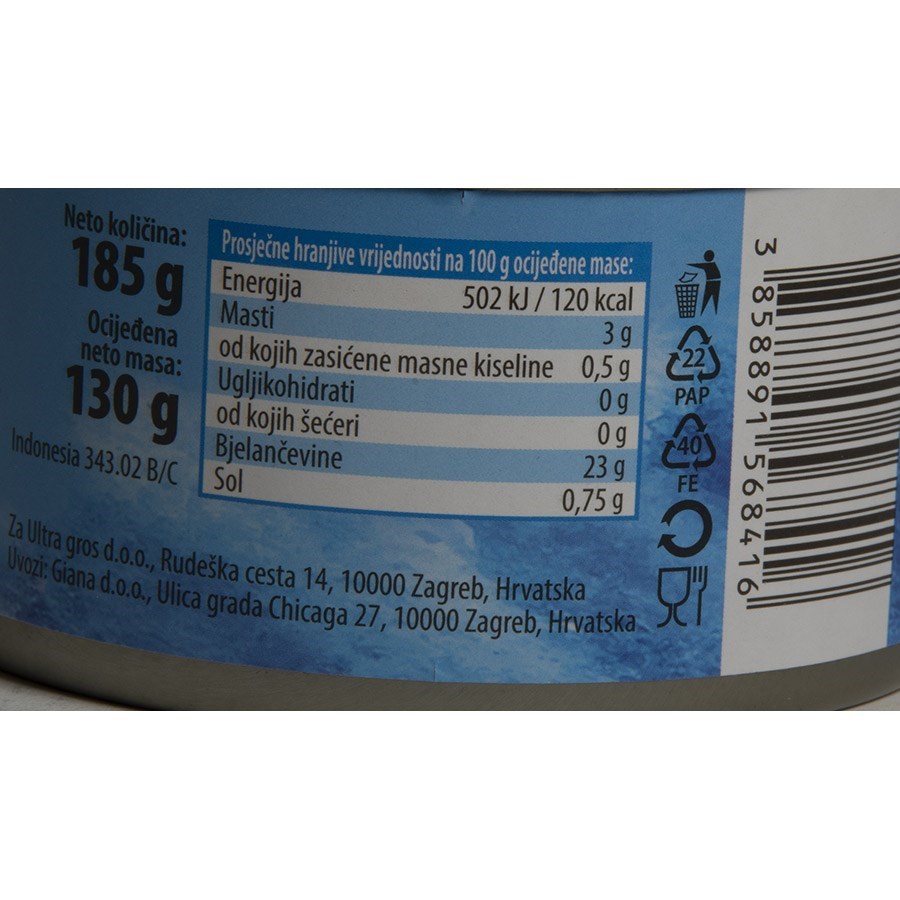 Neto količina:
185 g
Ocijeđena
neto masa:
130 g
Indonesia 343.02 B/C
Prosječne hranjive vrijednosti na 100 g ocijeđene mase:
Energija 502 kJ / 120 kcal
Masti 3 g
od kojih zasićene masne kiseline 0,5 g
Ugljikohidrati 0 g
od kojih šećeri 0 g
Bjelančevine 23 g
Sol 0,75 g
Za Ultra gros d.o.o., Rudeška cesta 14, 10000 Zagreb, Hrvatska
Uvozi: Giana d.o.o., Ulica grada Chicaga 27, 10000 Zagreb, Hrvatska
22
PAP
40
FE
3 858891 568416